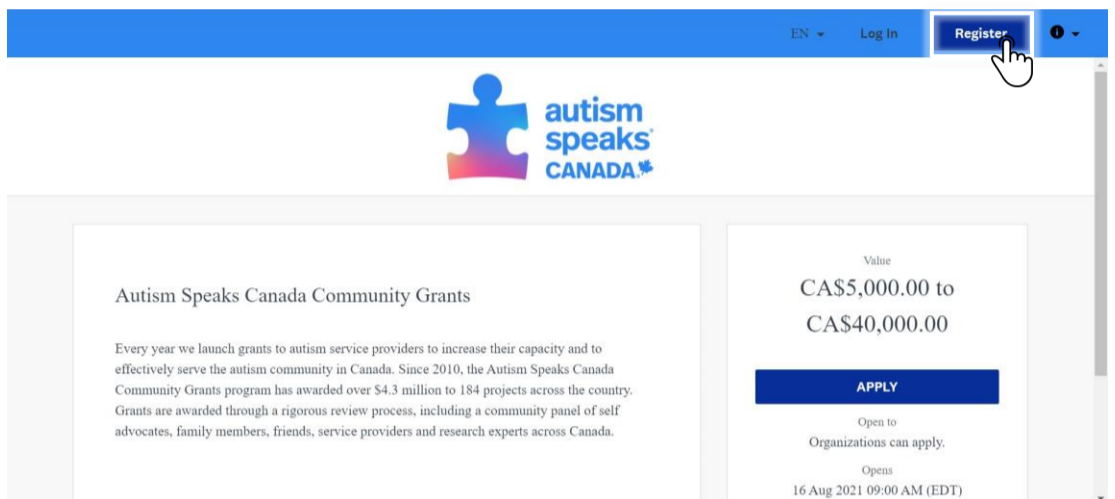 EN Log In Register
autism
speaks
CANADA
Autism Speaks Canada Community Grants
Every year we launch grants to autism service providers to increase their capacity and to
effectively serve the autism community in Canada. Since 2010, the Autism Speaks Canada
Community Grants program has awarded over $4.3 million to 184 projects across the country.
Grants are awarded through a rigorous review process, including a community panel of self
advocates, family members, friends, service providers and research experts across Canada.
Value
CA$5,000.00 to
CA$40,000.00
APPLY
Open to
Organizations can apply.
Opens
16 Aug 2021 09:00 AM (EDT)